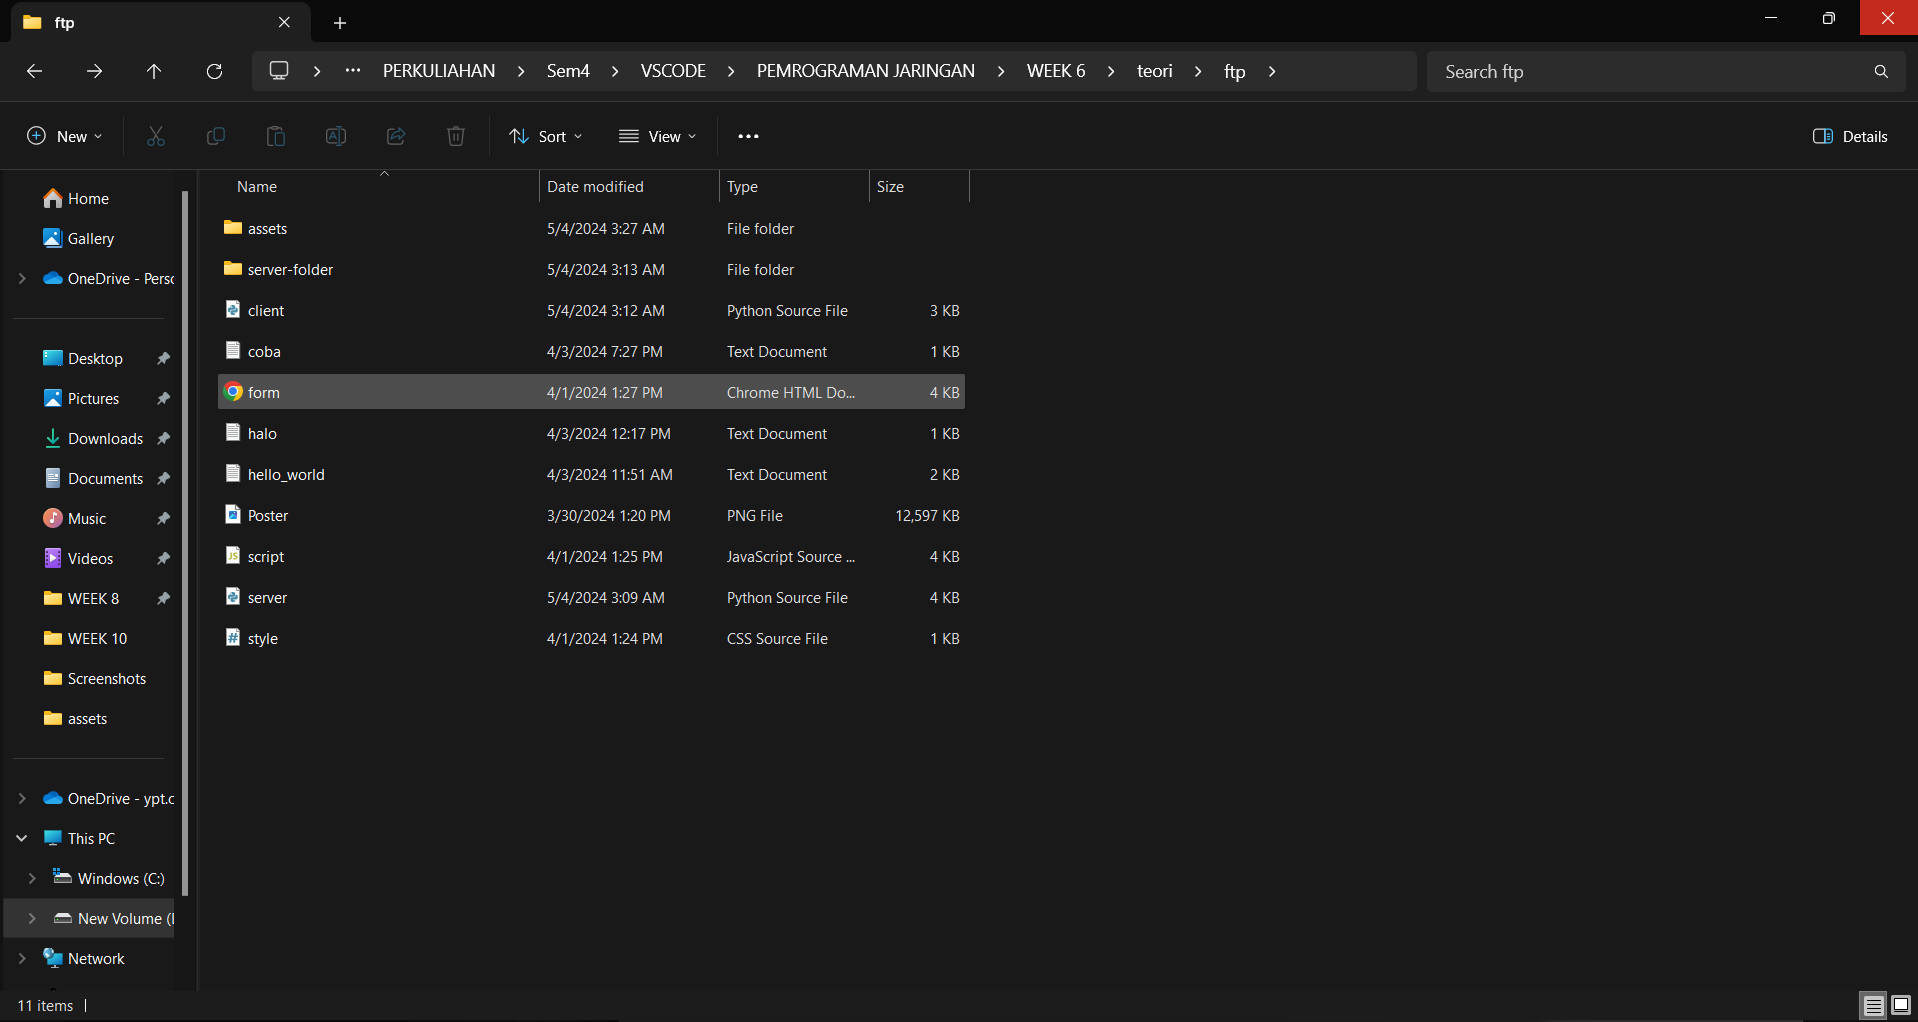 ftp
PERKULIAHAN > Sem4 > VSCODE > PEMROGRAMAN JARINGAN > WEEK 6 > teori > ftp >
Search ftp
New
Sort
View
Details
Home
Gallery
OneDrive - Perso
Desktop
Pictures
Downloads
Documents
Music
Videos
WEEK 8
WEEK 10
Screenshots
assets
OneDrive - ypt.c
This PC
Windows (C:)
New Volume (
Network
Name Date modified Type Size
assets 5/4/2024 3:27 AM File folder
server-folder 5/4/2024 3:13 AM File folder
client 5/4/2024 3:12 AM Python Source File 3 KB
coba 4/3/2024 7:27 PM Text Document 1 KB
form 4/1/2024 1:27 PM Chrome HTML Do... 4 KB
halo 4/3/2024 12:17 PM Text Document 1 KB
hello_world 4/3/2024 11:51 AM Text Document 2 KB
Poster 3/30/2024 1:20 PM PNG File 12,597 KB
script 4/1/2024 1:25 PM JavaScript Source ... 4 KB
server 5/4/2024 3:09 AM Python Source File 4 KB
style 4/1/2024 1:24 PM CSS Source File 1 KB
11 items